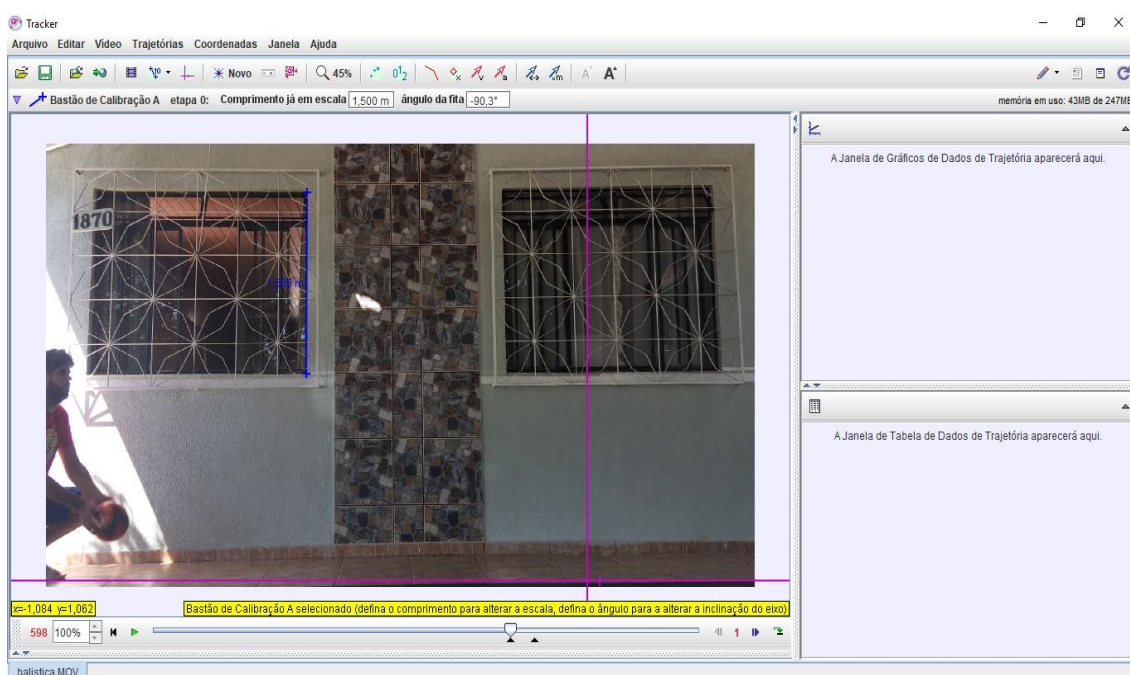 Tracker
Arquivo Editar Vídeo Trajetórias Coordenadas Janela Ajuda
Novo 45%
Bastão de Calibração A etapa 0: Comprimento já em escala 1,500 m ângulo da fita -90,3°
memória em uso: 43MB de 247MB
A Janela de Gráficos de Dados de Trajetória aparecerá aqui.
1870
1,500 m
A Janela de Tabela de Dados de Trajetória aparecerá aqui.
x=-1,084 y=1,062
Bastão de Calibração A selecionado (defina o comprimento para alterar a escala, defina o ângulo para a alterar a inclinação do eixo)
598 100% 1
balistica.MOV